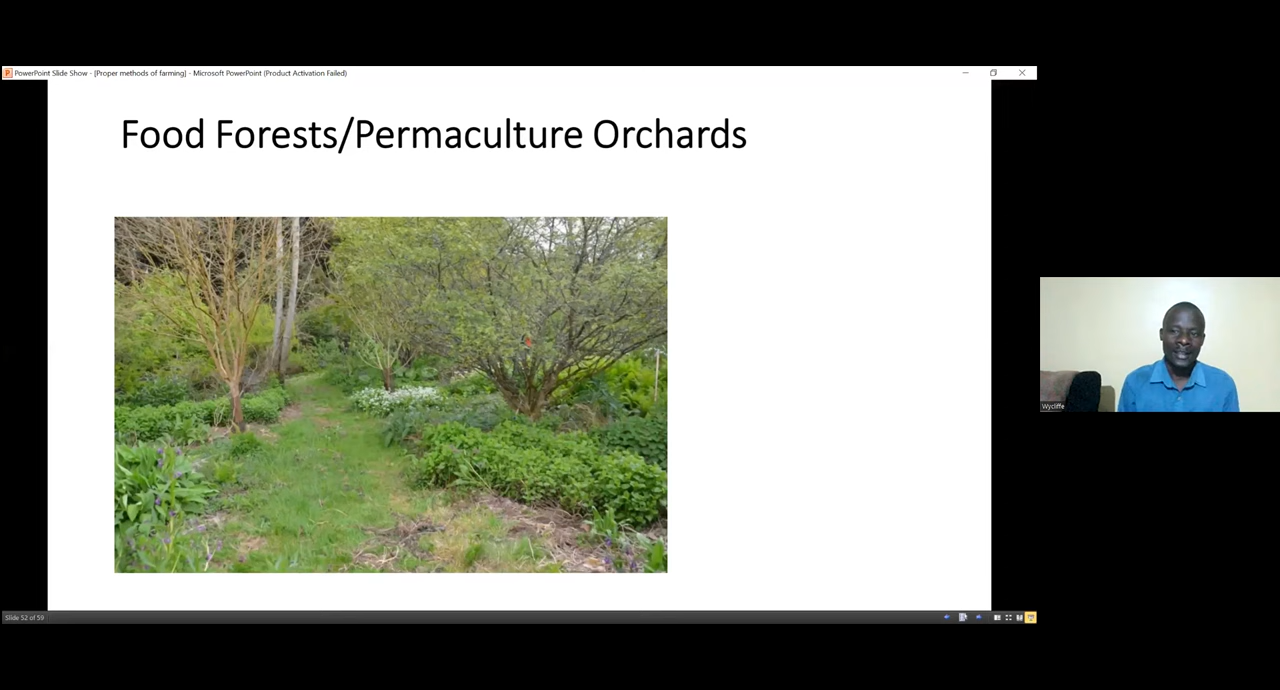 PowerPoint Slide Show - [Proper methods of farming] - Microsoft PowerPoint (Product Activation Failed)
Food Forests/Permaculture Orchards
Wycliffe
Slide 52 of 59